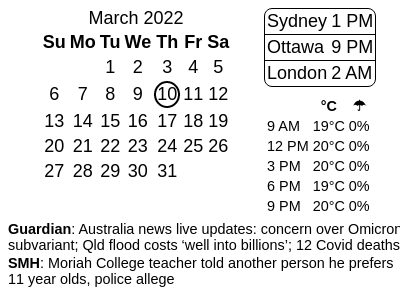 March 2022
Su Mo Tu We Th Fr Sa
1 2 3 4 5
6 7 8 9 10 11 12
13 14 15 16 17 18 19
20 21 22 23 24 25 26
27 28 29 30 31
Sydney 1 PM
Ottawa 9 PM
London 2 AM
°C ☂
9 AM 19°C 0%
12 PM 20°C 0%
3 PM 20°C 0%
6 PM 19°C 0%
9 PM 20°C 0%
Guardian: Australia news live updates: concern over Omicron
subvariant; Qld flood costs ‘well into billions’; 12 Covid deaths
SMH: Moriah College teacher told another person he prefers
11 year olds, police allege